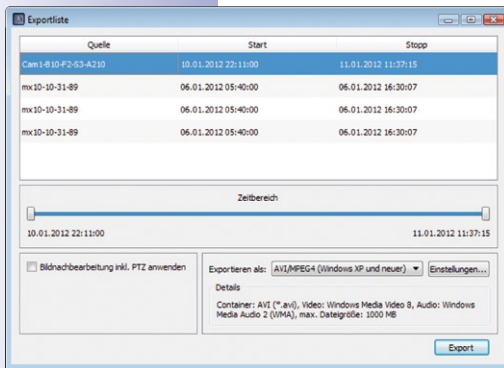 Exportliste
Quelle Start Stopp
Cam1-B10-F2-S3-A210 10.01.2012 22:11:00 11.01.2012 11:37:15
mx10-10-31-89 06.01.2012 05:40:00 06.01.2012 16:30:07
mx10-10-31-89 06.01.2012 05:40:00 06.01.2012 16:30:07
mx10-10-31-89 06.01.2012 05:40:00 06.01.2012 16:30:07
Zeitbereich
10.01.2012 22:11:00 11.01.2012 11:37:15
Bildnachbearbeitung inkl. PTZ anwenden
Exportieren als: AVI/MPEG4 (Windows XP und neuer) Einstellungen...
Details
Container: AVI (*.avi), Video: Windows Media Video 8, Audio: Windows
Media Audio 2 (WMA), max. Dateigröße: 1000 MB
Export